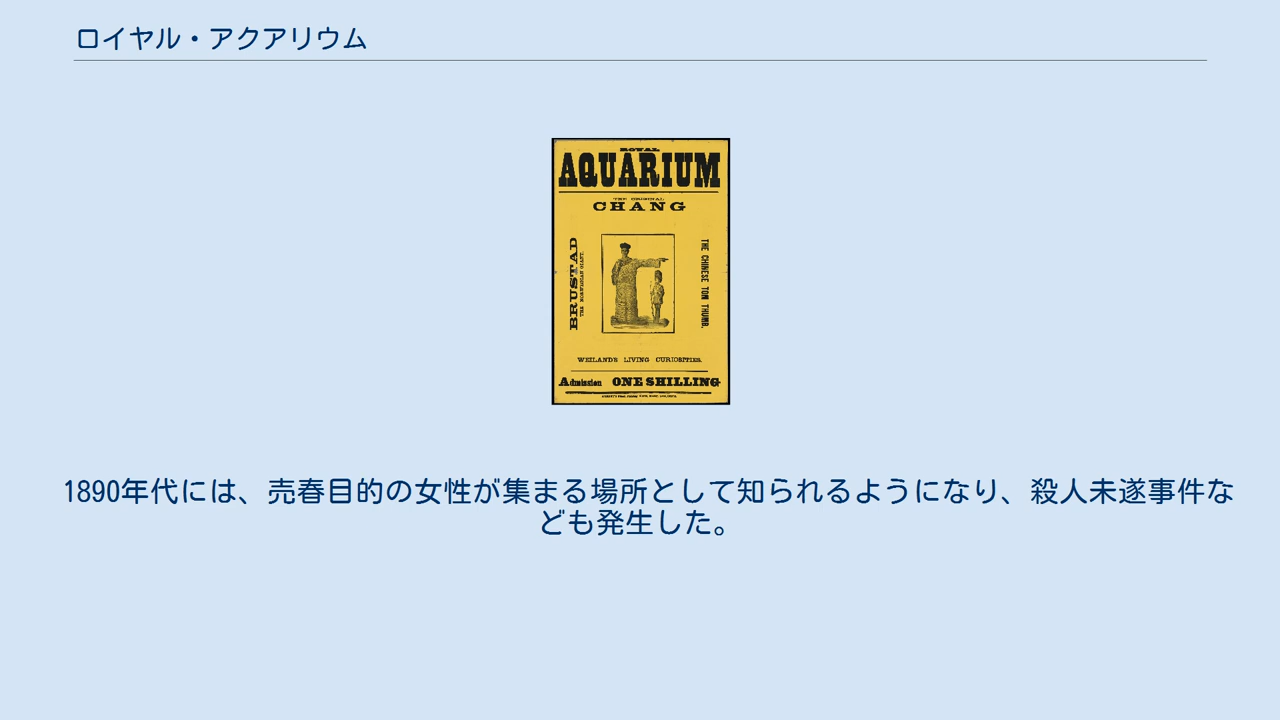 ロイヤル・アクアリウム
ROYAL
AQUARIUM
THE ORIGINAL
CHANG
BRUSTAD
THE NORWEGIAN GIANT.
THE CHINESE TOM THUMB.
WEILAND'S LIVING CURIOSITIES.
Admission ONE SHILLING
1890年代には、売春目的の女性が集まる場所として知られるようになり、殺人未遂事件な
ども発生した。